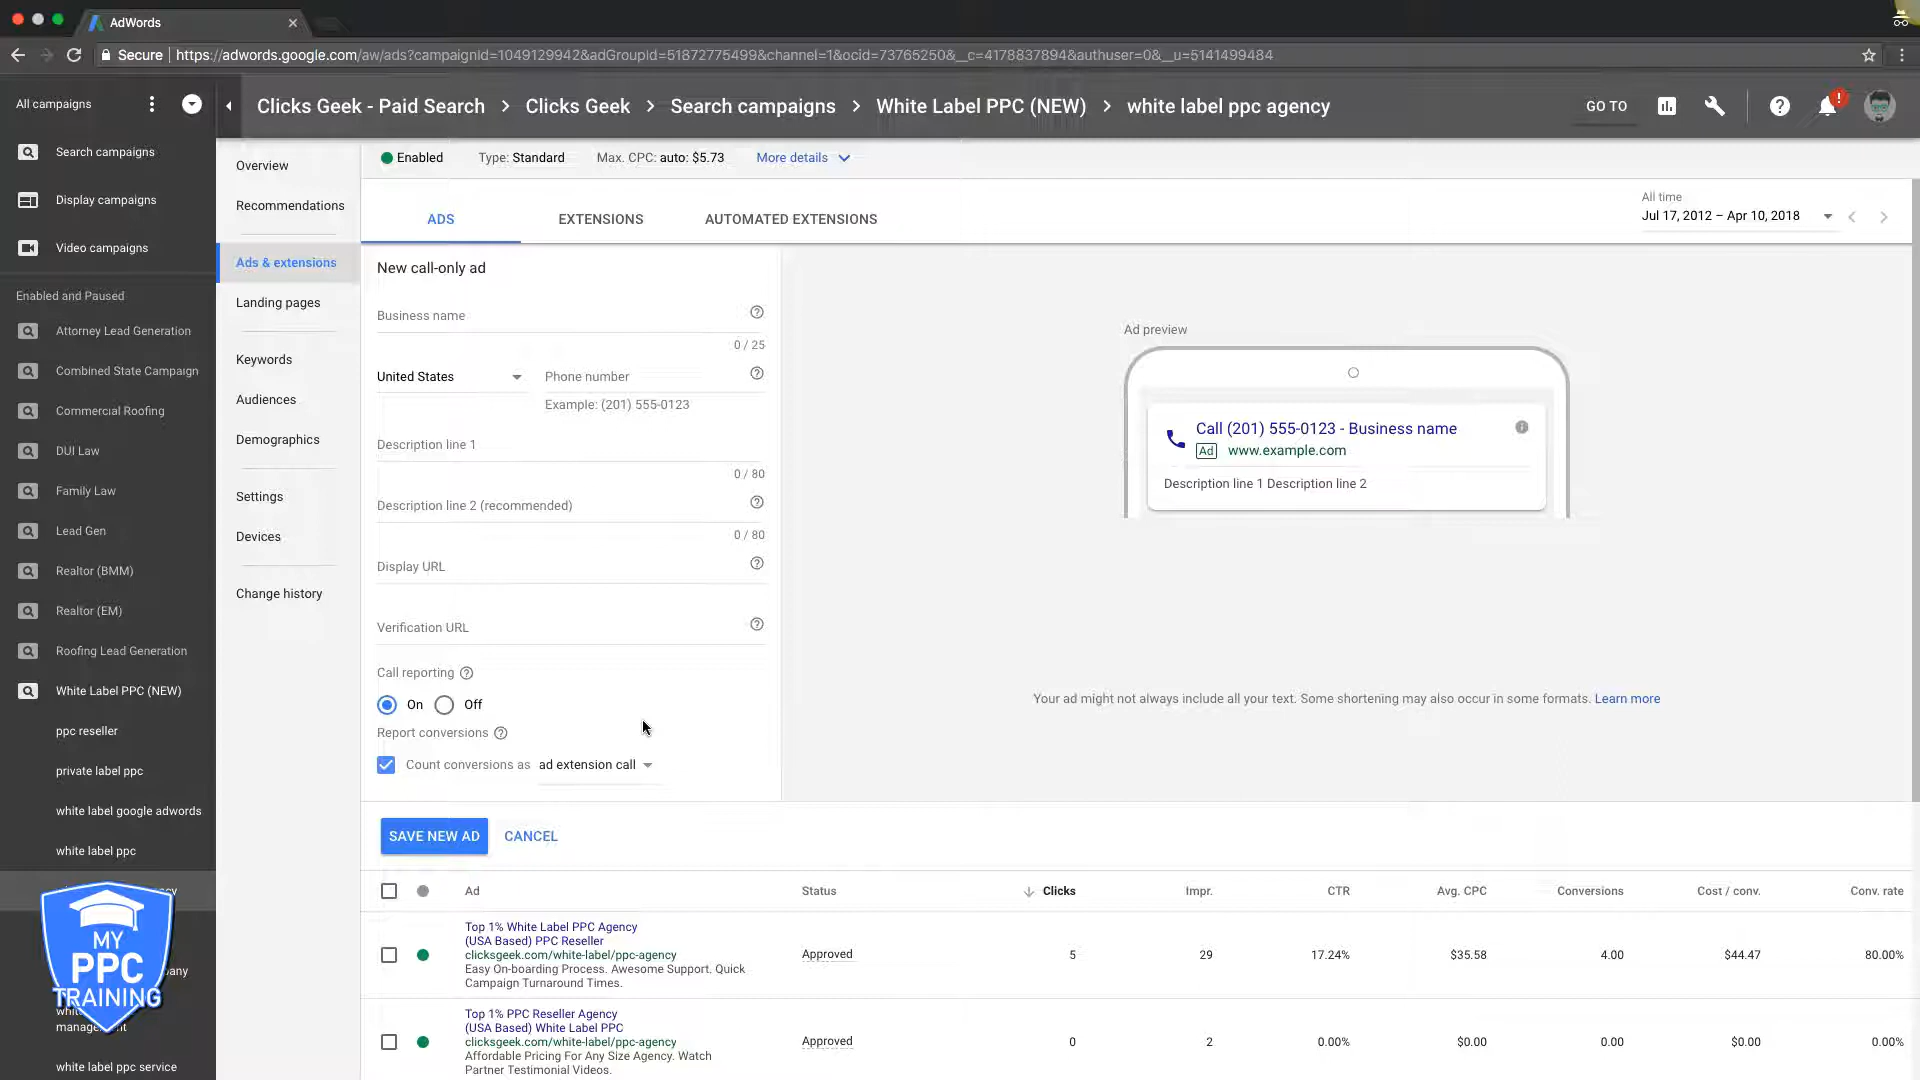 AdWords
Secure | https://adwords.google.com/aw/ads?campaignId=1049129942&adGroupId=51872775499&channel=1&ocid=73765250&__c=4178837894&authuser=0&__u=5141499484
All campaigns
Clicks Geek - Paid Search > Clicks Geek > Search campaigns > White Label PPC (NEW) > white label ppc agency
GO TO
Search campaigns
Display campaigns
Video campaigns
Enabled and Paused
Attorney Lead Generation
Combined State Campaign
Commercial Roofing
DUI Law
Family Law
Lead Gen
Realtor (BMM)
Realtor (EM)
Roofing Lead Generation
White Label PPC (NEW)
ppc reseller
private label ppc
white label google adwords
white label ppc
MY
PPC
TRAINING
white label ppc service
Overview
Recommendations
Ads & extensions
Landing pages
Keywords
Audiences
Demographics
Settings
Devices
Change history
Enabled Type: Standard Max. CPC: auto: $5.73 More details
ADS EXTENSIONS AUTOMATED EXTENSIONS
All time
Jul 17, 2012 – Apr 10, 2018
New call-only ad
Business name
0 / 25
United States Phone number
Example: (201) 555-0123
Description line 1
0 / 80
Description line 2 (recommended)
0 / 80
Display URL
Verification URL
Call reporting
On Off
Report conversions
Count conversions as ad extension call
Ad preview
Call (201) 555-0123 - Business name
Ad www.example.com
Description line 1 Description line 2
Your ad might not always include all your text. Some shortening may also occur in some formats. Learn more
SAVE NEW AD CANCEL
Ad Status Clicks Impr. CTR Avg. CPC Conversions Cost / conv. Conv. rate
Top 1% White Label PPC Agency
(USA Based) PPC Reseller
clicksgeek.com/white-label/ppc-agency
Easy On-boarding Process. Awesome Support. Quick
Campaign Turnaround Times.
Approved 5 29 17.24% $35.58 4.00 $44.47 80.00%
Top 1% PPC Reseller Agency
(USA Based) White Label PPC
clicksgeek.com/white-label/ppc-agency
Affordable Pricing For Any Size Agency. Watch
Partner Testimonial Videos.
Approved 0 2 0.00% $0.00 0.00 $0.00 0.00%